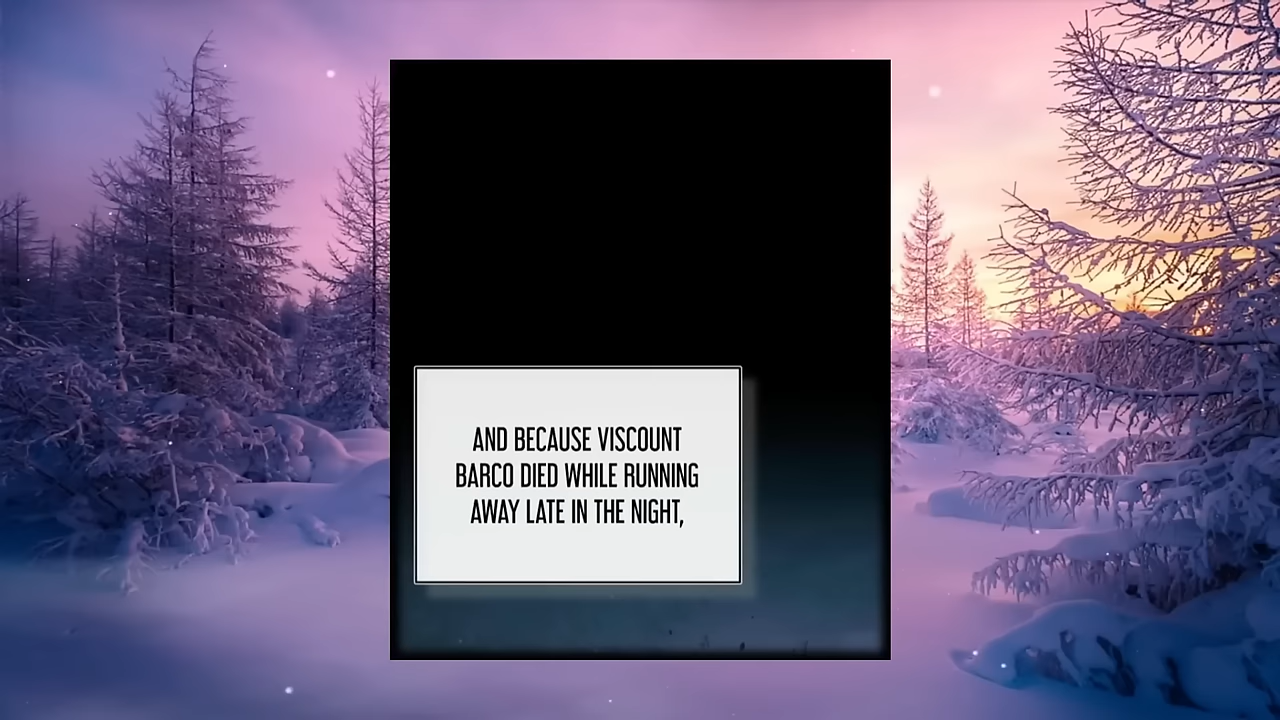 AND BECAUSE VISCOUNT
BARCO DIED WHILE RUNNING
AWAY LATE IN THE NIGHT,